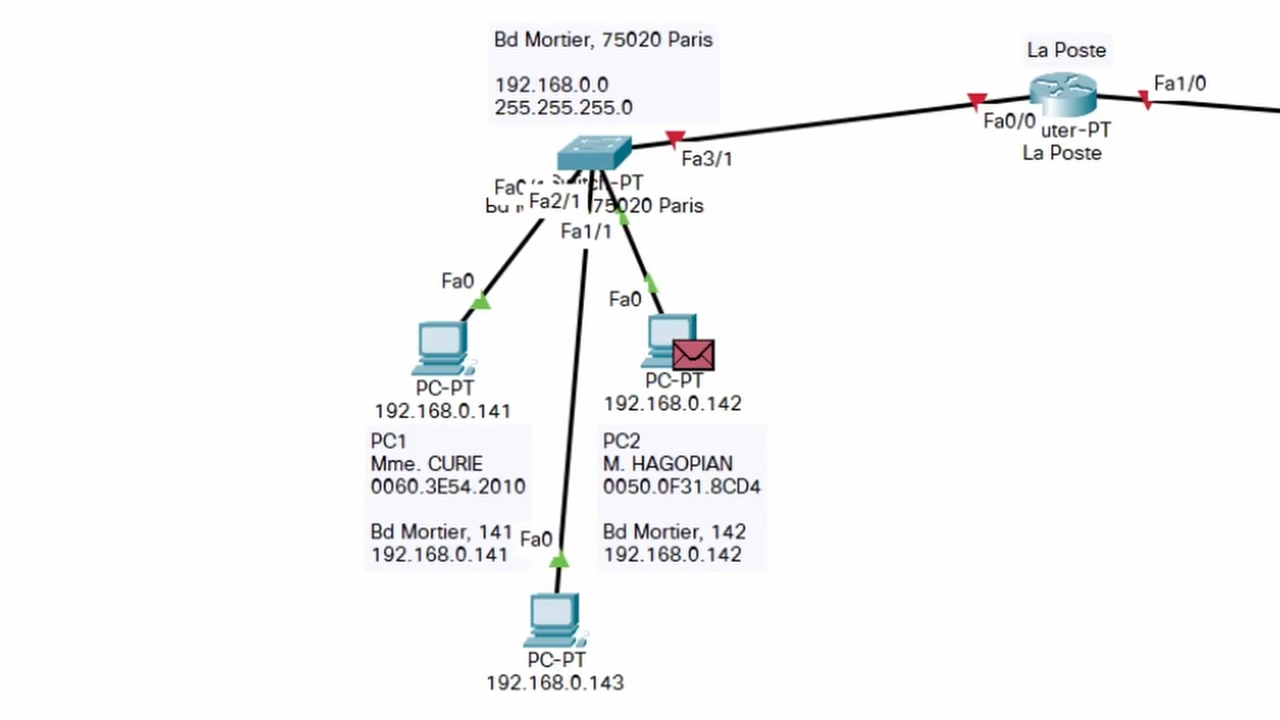 Bd Mortier, 75020 Paris
192.168.0.0
255.255.255.0
La Poste
Fa1/0
Fa0/0
uter-PT
La Poste
Fa3/1
Fa2/1
75020 Paris
Fa1/1
Fa0
Fa0
PC-PT
192.168.0.141
PC-PT
192.168.0.142
PC1
Mme. CURIE
0060.3E54.2010
Bd Mortier, 141
192.168.0.141
PC2
M. HAGOPIAN
0050.0F31.8CD4
Bd Mortier, 142
192.168.0.142
Fa0
PC-PT
192.168.0.143